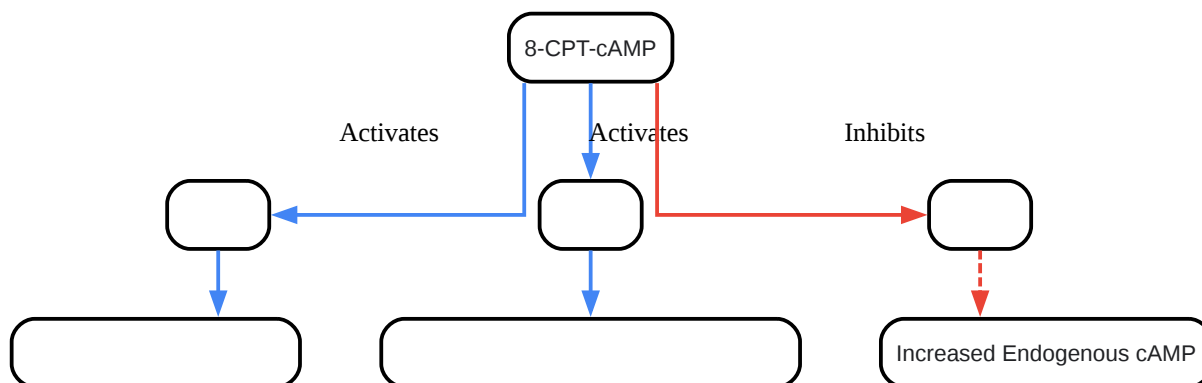 8-CPT-cAMP
Activates
Activates
Inhibits
Increased Endogenous cAMP